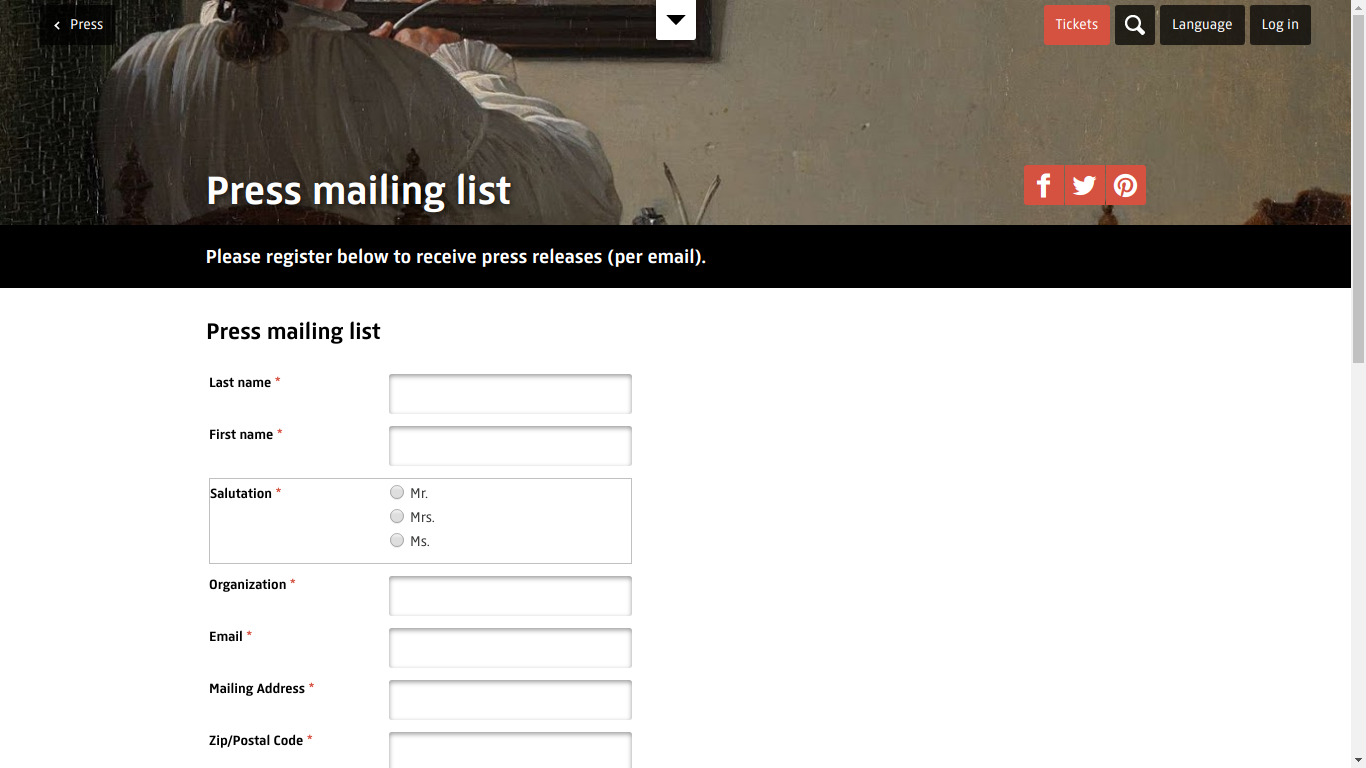 Press
Tickets
Language
Log in
Press mailing list
Please register below to receive press releases (per email).
Press mailing list
Last name *
First name *
Salutation *
Mr.
Mrs.
Ms.
Organization *
Email *
Mailing Address *
Zip/Postal Code *